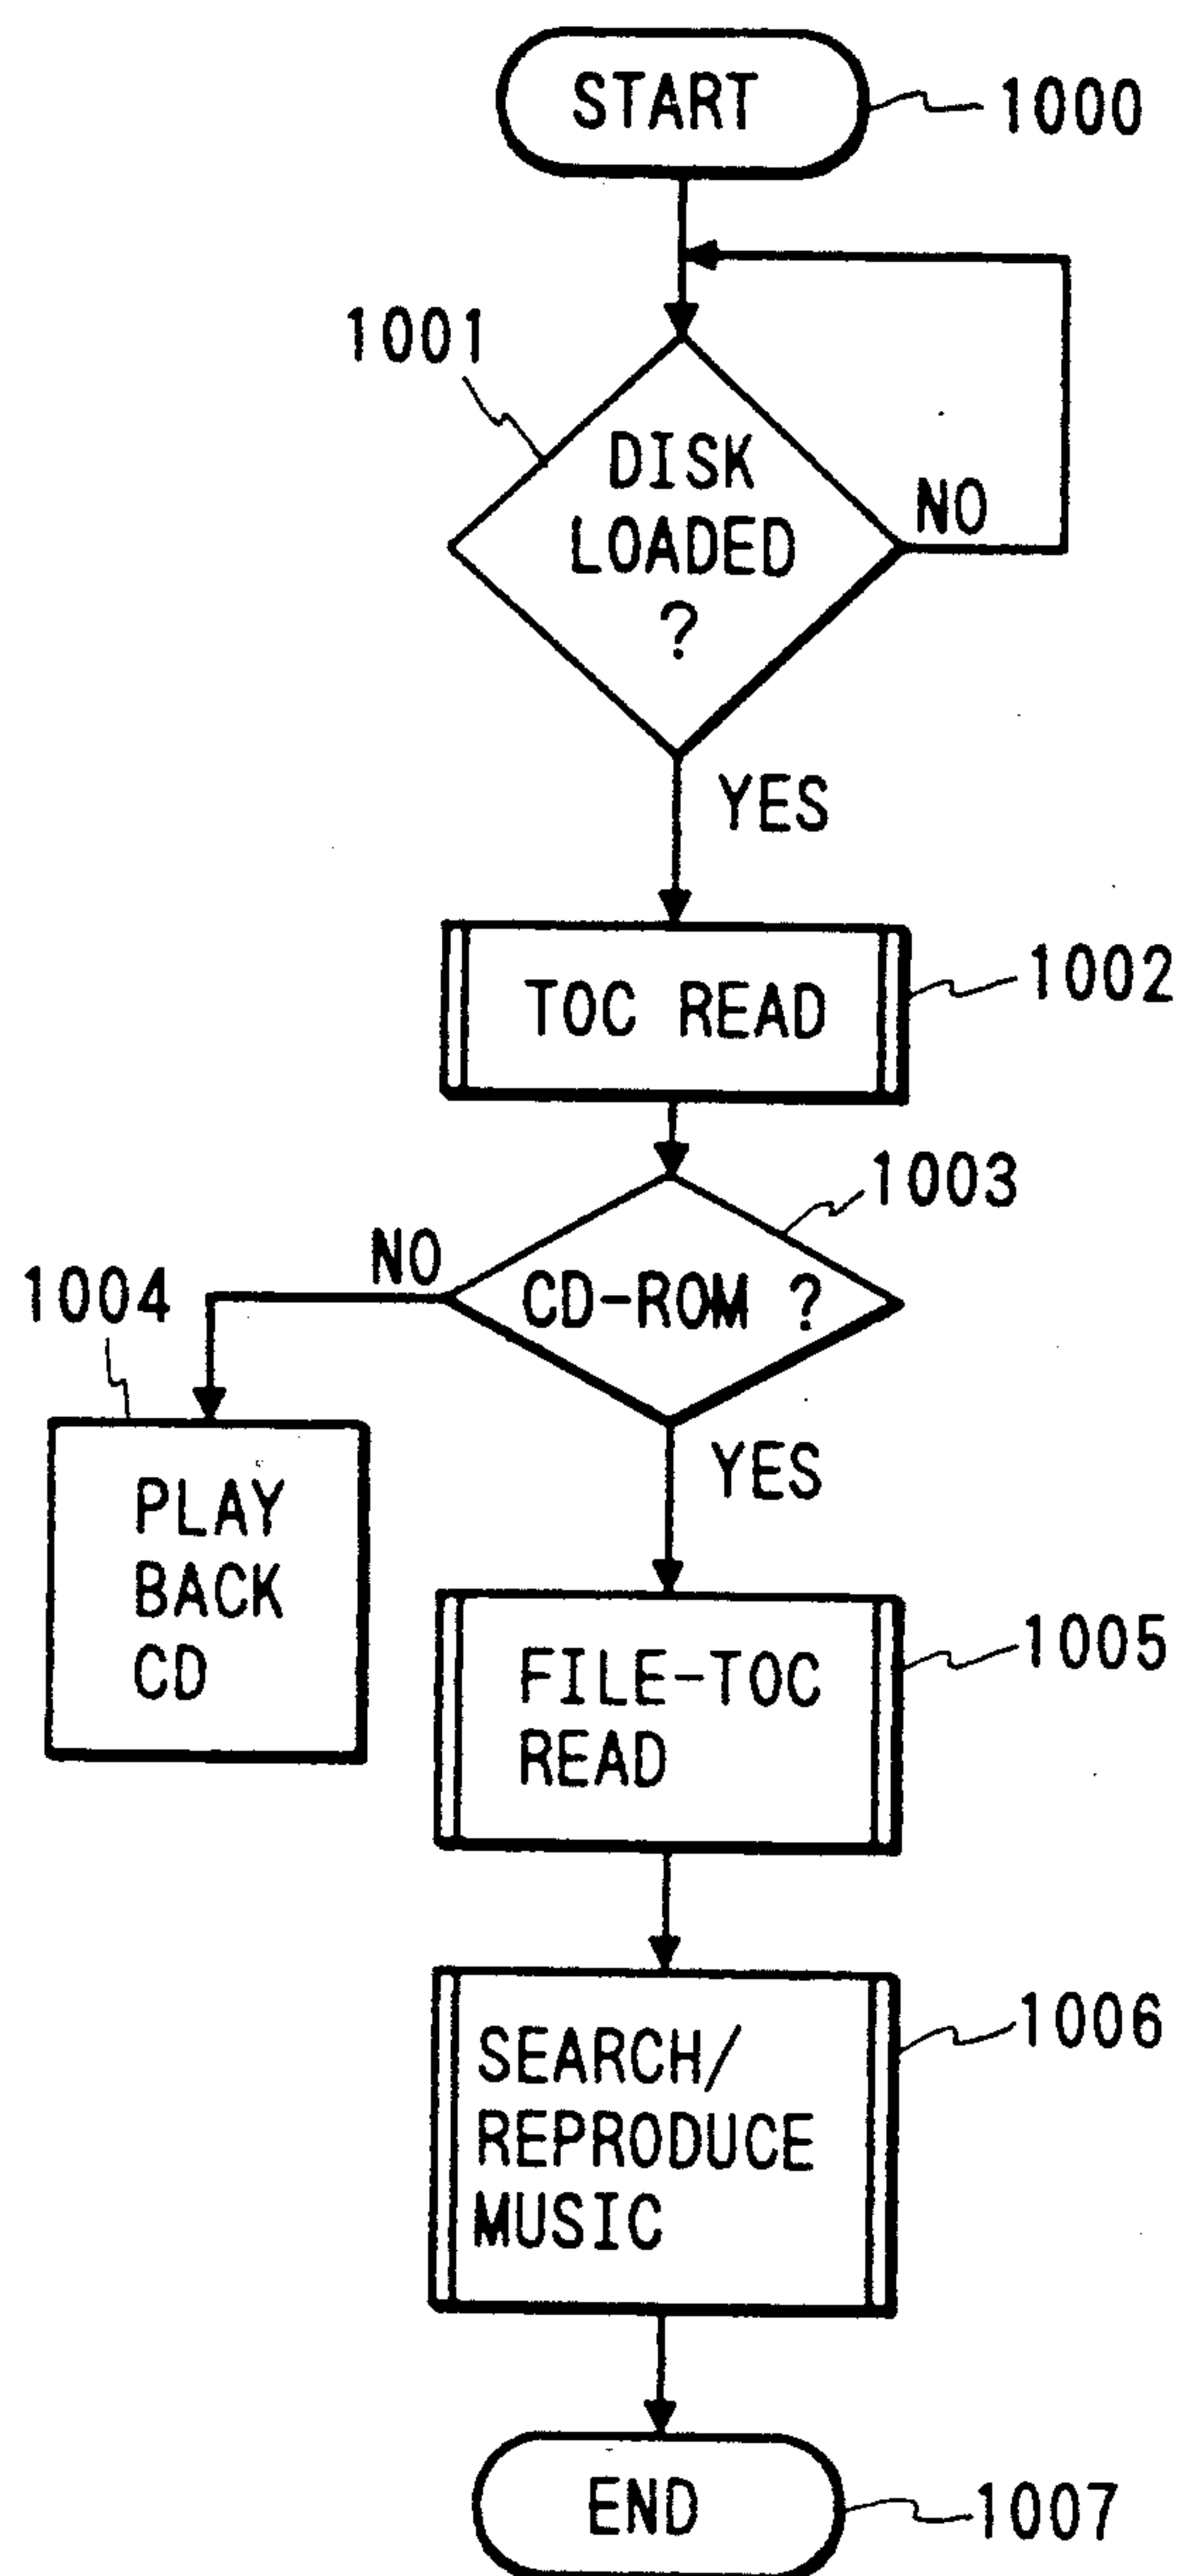 START
1000
1001
DISK
LOADED
?
NO
YES
TOC READ
1002
1003
NO
CD-ROM ?
1004
YES
PLAY
BACK
CD
FILE-TOC
READ
1005
SEARCH/
REPRODUCE
MUSIC
1006
END
1007